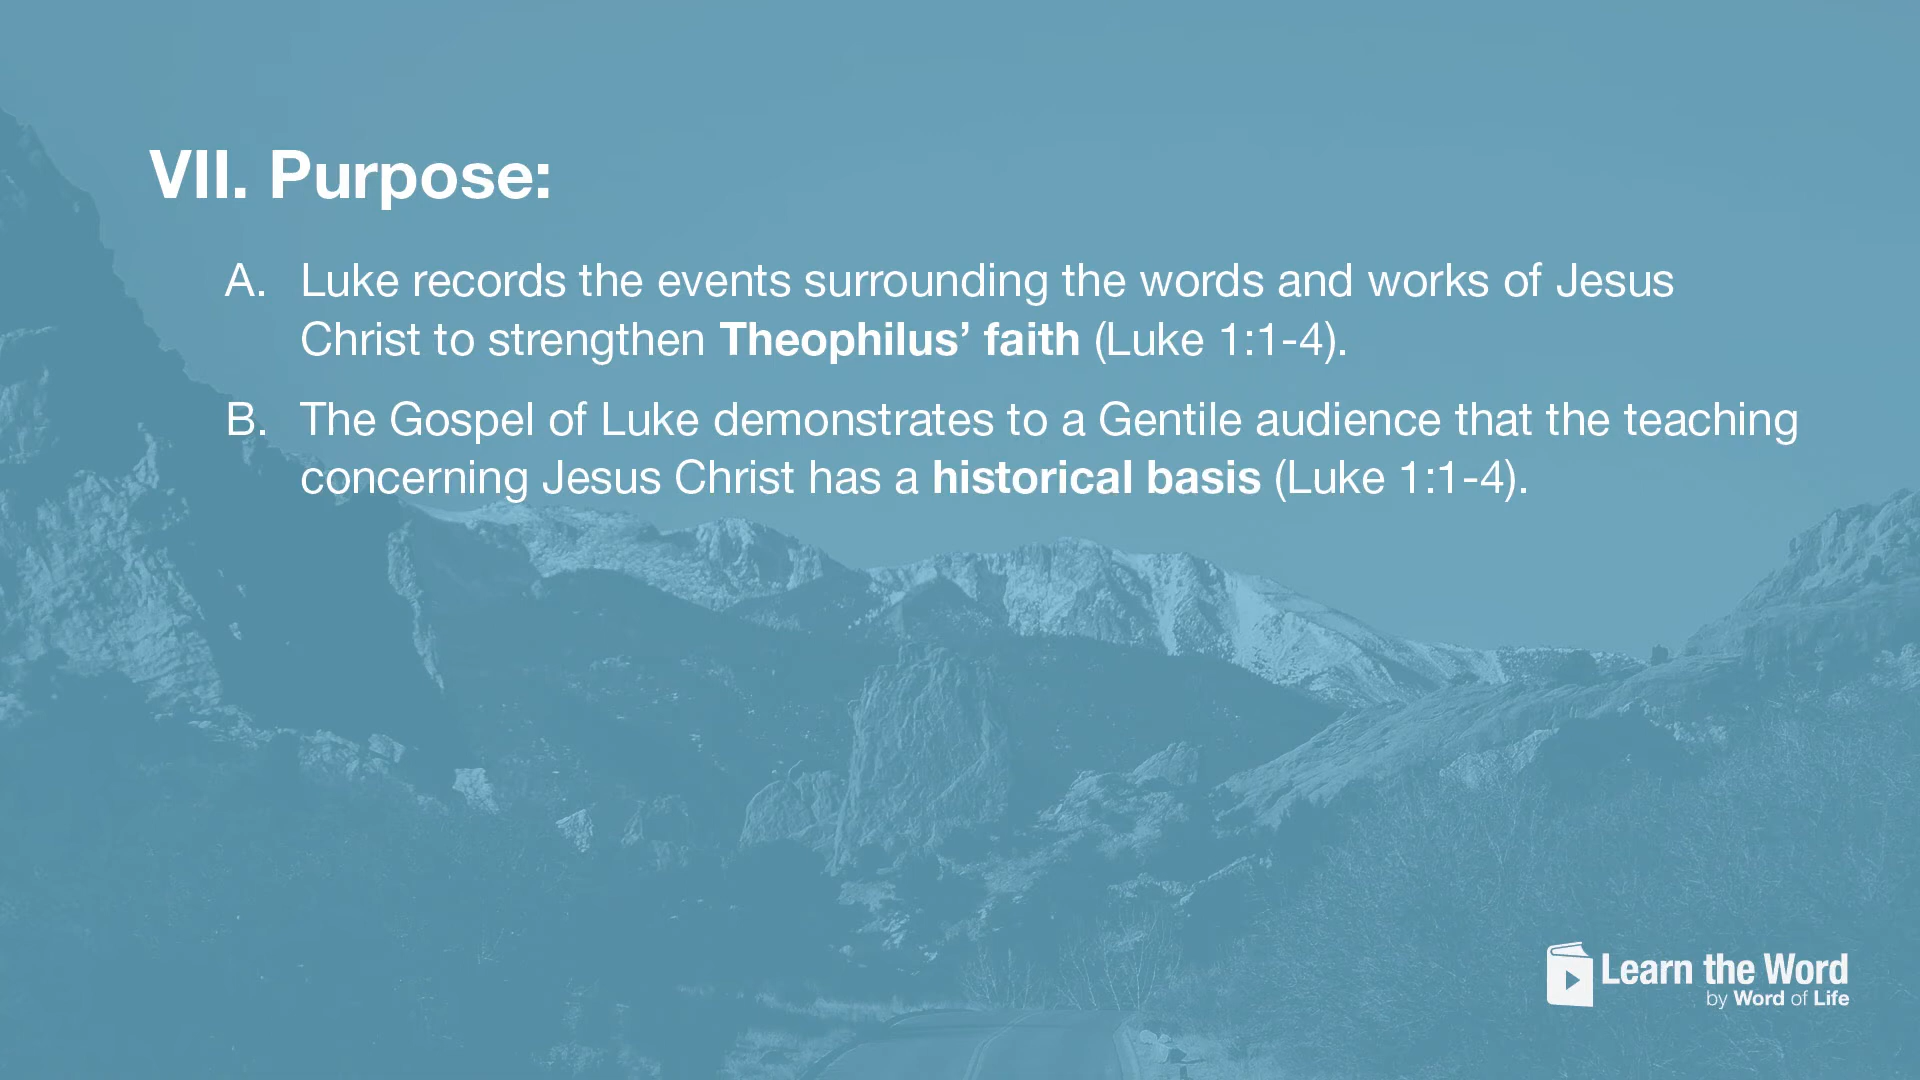 VII. Purpose:
A. Luke records the events surrounding the words and works of Jesus
Christ to strengthen Theophilus’ faith (Luke 1:1-4).
B. The Gospel of Luke demonstrates to a Gentile audience that the teaching
concerning Jesus Christ has a historical basis (Luke 1:1-4).
Learn the Word
by Word of Life